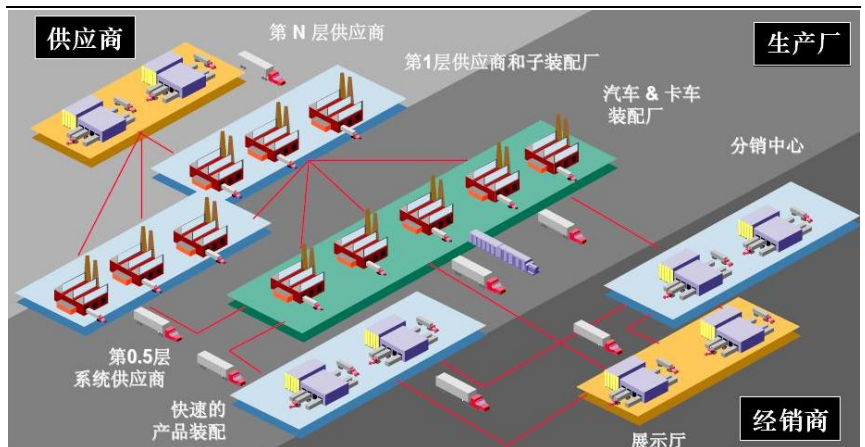 供应商
第 N 层供应商
生产厂
第1层供应商和子装配厂
汽车 & 卡车
装配厂
分销中心
第0.5层
系统供应商
快速的
产品装配
经销商
展示厅